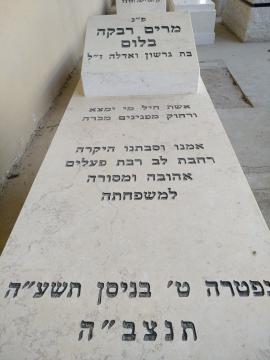 פ״נ
מרים רבקה
בלום
בת גרשון ואדלה ז״ל
אשת חיל מי ימצא
ורחוק מפנינים מכרה
אמנו וסבתנו היקרה
רחבת לב רבת פעלים
אהובה ומסורה
למשפחתה
נפטרה ט׳ בניסן תשע״ה
תנצב״ה